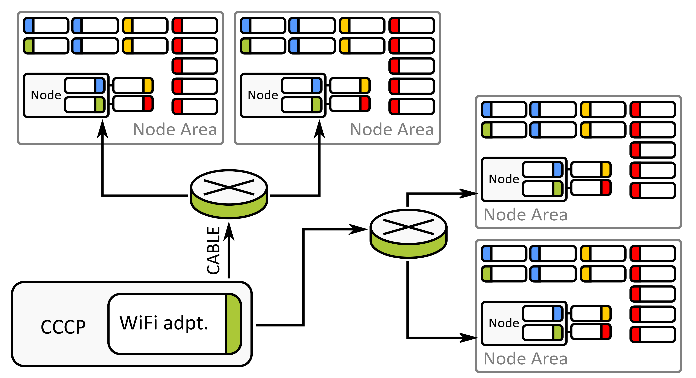 Node
Node Area
Node
Node Area
Node
Node Area
CABLE
CCCP
WiFi adpt.
Node
Node Area